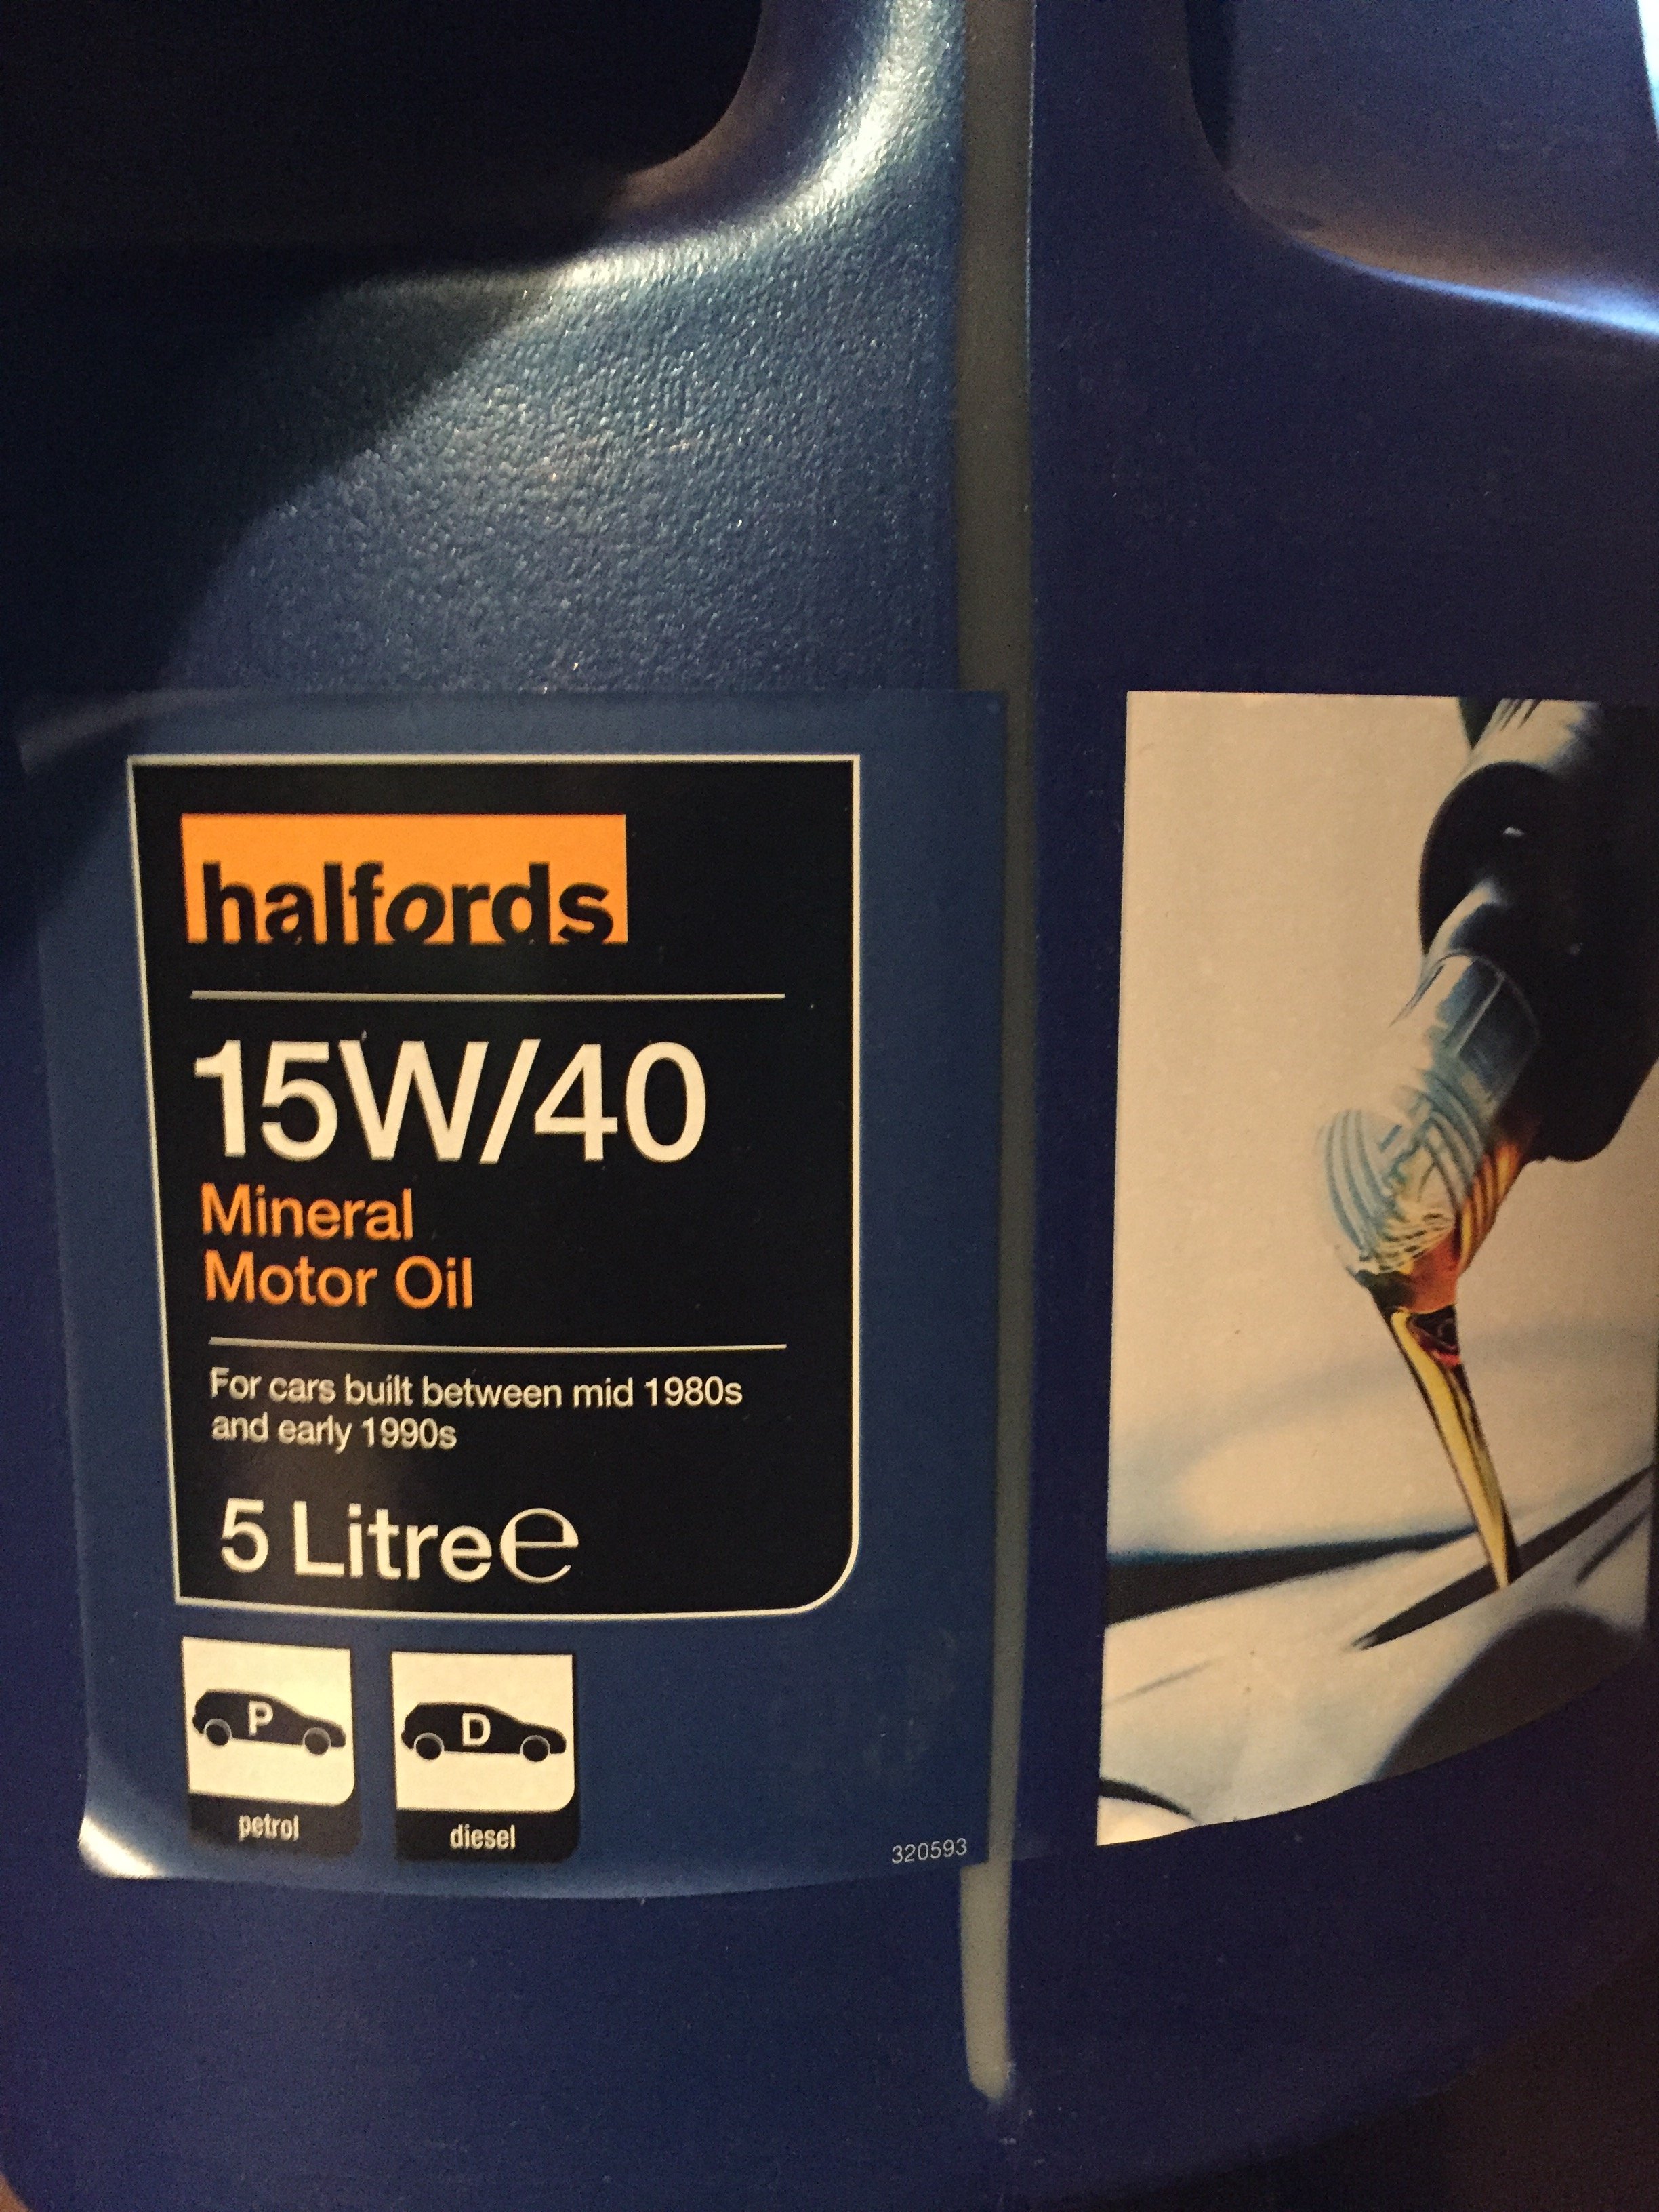 halfords
15W/40
Mineral
Motor Oil
For cars built between mid 1980s
and early 1990s
5 Litre℮
P
D
petrol
diesel
320593